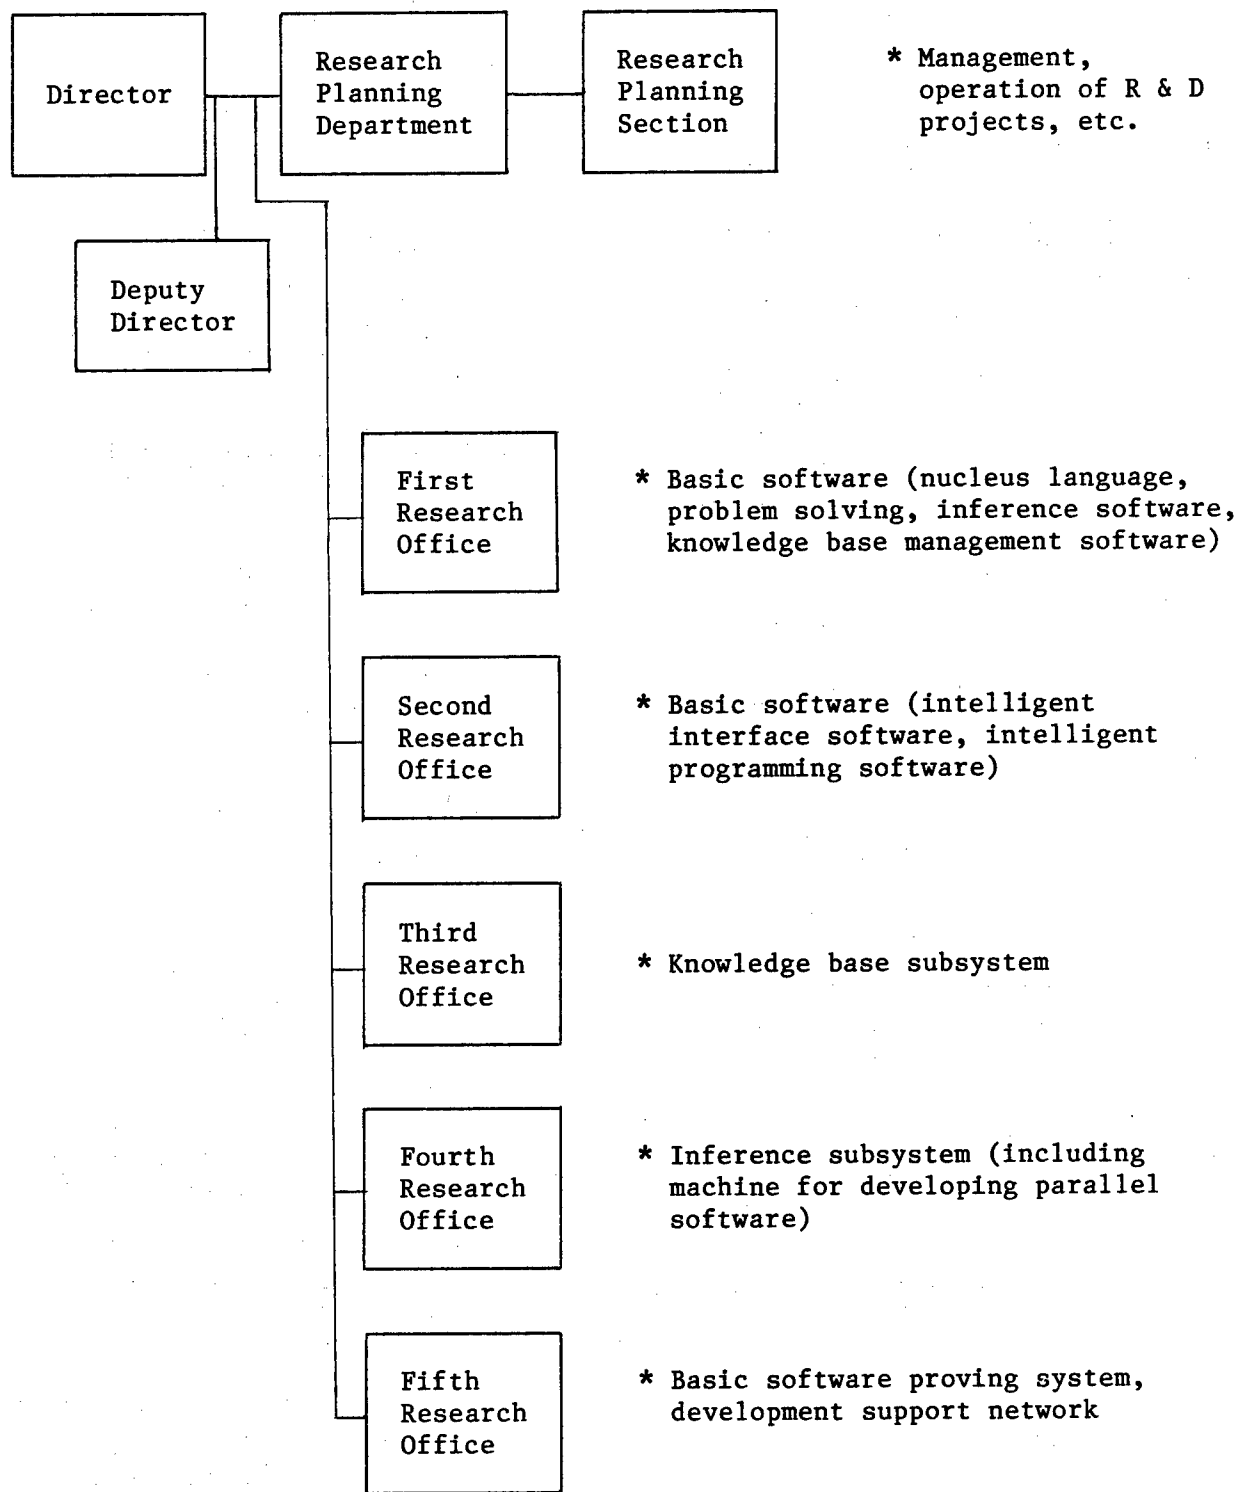 Director
Research
Planning
Department
Research
Planning
Section
* Management,
operation of R & D
projects, etc.
Deputy
Director
First
Research
Office
* Basic software (nucleus language,
problem solving, inference software,
knowledge base management software)
Second
Research
Office
* Basic software (intelligent
interface software, intelligent
programming software)
Third
Research
Office
* Knowledge base subsystem
Fourth
Research
Office
* Inference subsystem (including
machine for developing parallel
software)
Fifth
Research
Office
* Basic software proving system,
development support network